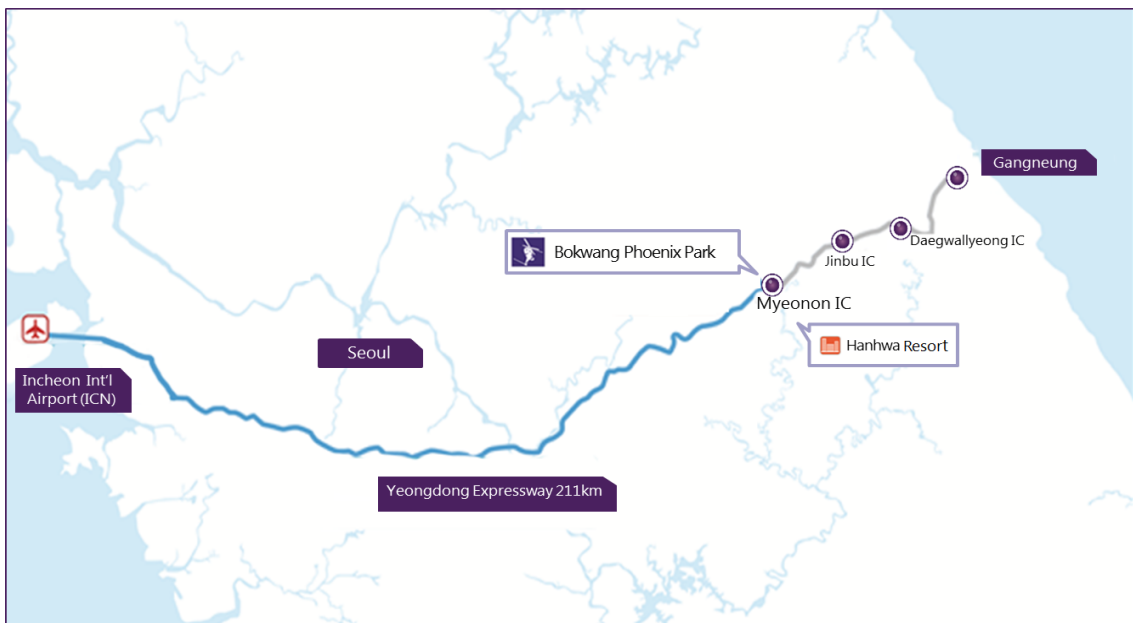 Gangneung
Daegwallyeong IC
Bokwang Phoenix Park
Jinbu IC
Myeonon IC
Hanhwa Resort
Seoul
Incheon Int'l
Airport (ICN)
Yeongdong Expressway 211km